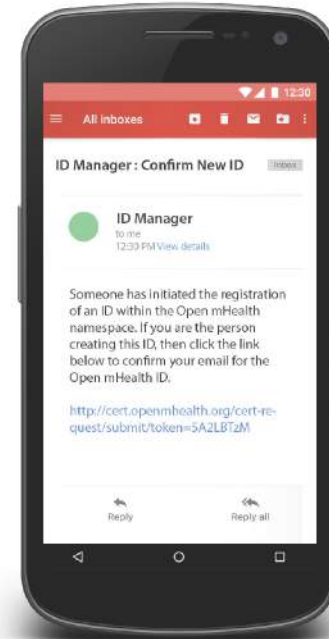 12:30
All inboxes
ID Manager : Confirm New ID Inbox
ID Manager
to me
12:30 PM View details
Someone has initiated the registration
of an ID within the Open mHealth
namespace. If you are the person
creating this ID, then click the link
below to confirm your email for the
Open mHealth ID.
http://cert.openmhealth.org/cert-re-
quest/submit/token=5A2LBTzM
Reply Reply all